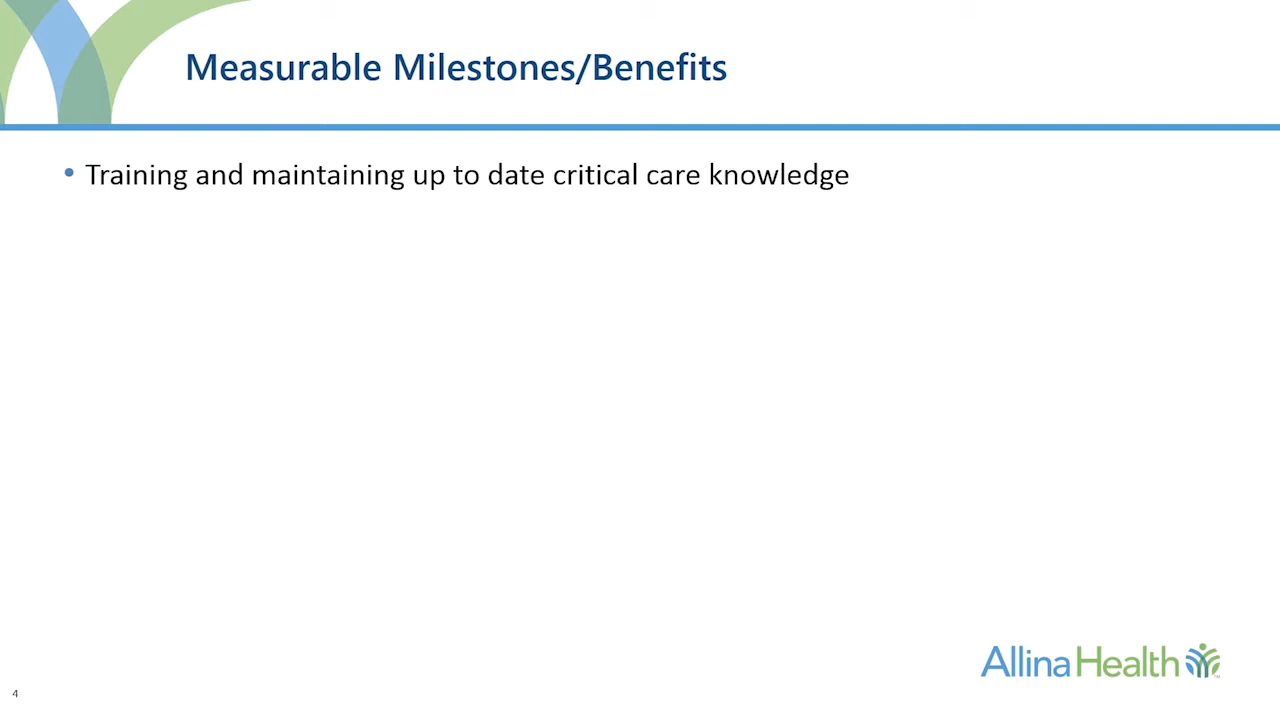 Measurable Milestones/Benefits
• Training and maintaining up to date critical care knowledge
Allina Health
4